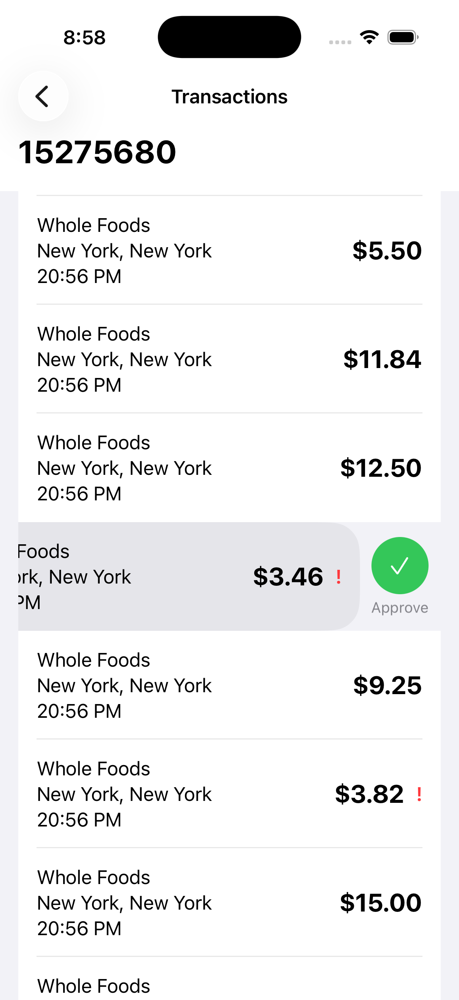 8:58
Transactions
15275680
Whole Foods
New York, New York
$5.50
20:56 PM
Whole Foods
New York, New York
$11.84
20:56 PM
Whole Foods
New York, New York
$12.50
20:56 PM
Foods
ork, New York
$3.46 !
PM
Approve
Whole Foods
New York, New York
$9.25
20:56 PM
Whole Foods
New York, New York
$3.82 !
20:56 PM
Whole Foods
New York, New York
$15.00
20:56 PM
Whole Foods